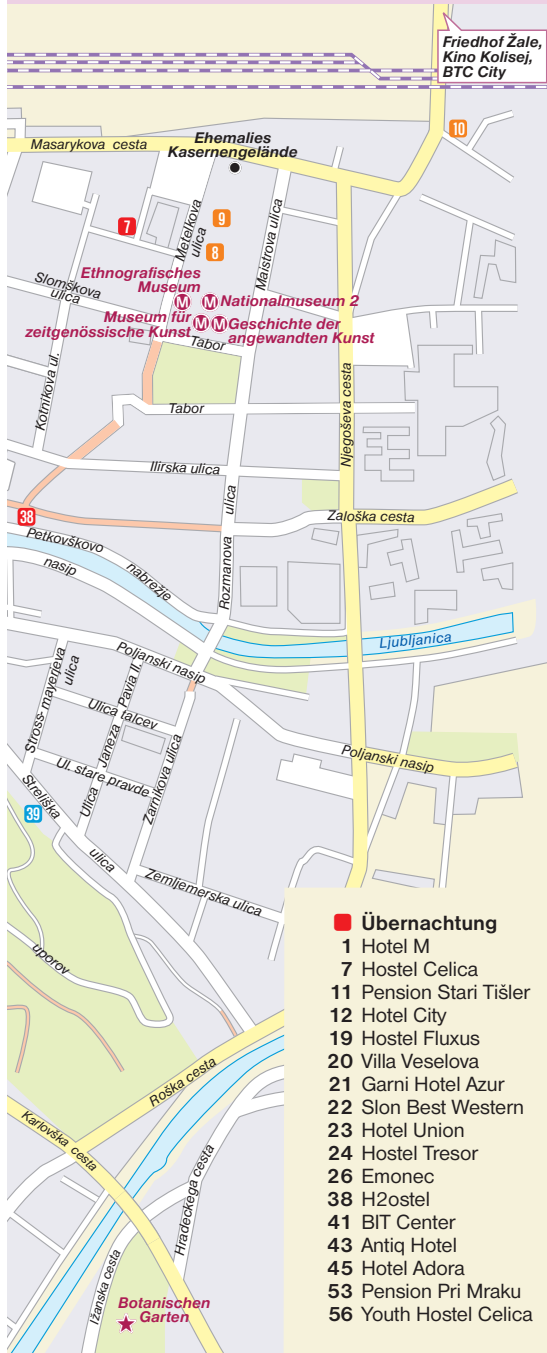 Friedhof Žale,
Kino Kolisej,
BTC City
10
Masarykova cesta
Ehemalies
Kasernengelände
7
9
8
Metelkova
ulica
Maistrova ulica
Ethnografisches
Museum
M
M
Nationalmuseum 2
Slomškova
ulica
Museum für
zeitgenössische Kunst
M
M
Geschichte der
angewandten Kunst
Tabor
Kotnikova ul.
Tabor
Njegoševa cesta
Ilirska ulica
Rozmanova ulica
38
Zaloška cesta
Petkovškovo
nabrežje
nasip
Ljubljanica
Poljanski nasip
Stross- mayerjeva
ulica
Ulica Janeza Pavla II.
Ulica talcev
Ul. stare pravde
Zarnikova ulica
Poljanski nasip
39
Streliška
ulica
Zemljemerska ulica
uporov
Roška cesta
Karlovška cesta
Hradeckega cesta
Ižanska cesta
Botanischen
Garten
Übernachtung
1 Hotel M
7 Hostel Celica
11 Pension Stari Tišler
12 Hotel City
19 Hostel Fluxus
20 Villa Veselova
21 Garni Hotel Azur
22 Slon Best Western
23 Hotel Union
24 Hostel Tresor
26 Emonec
38 H2ostel
41 BIT Center
43 Antiq Hotel
45 Hotel Adora
53 Pension Pri Mraku
56 Youth Hostel Celica